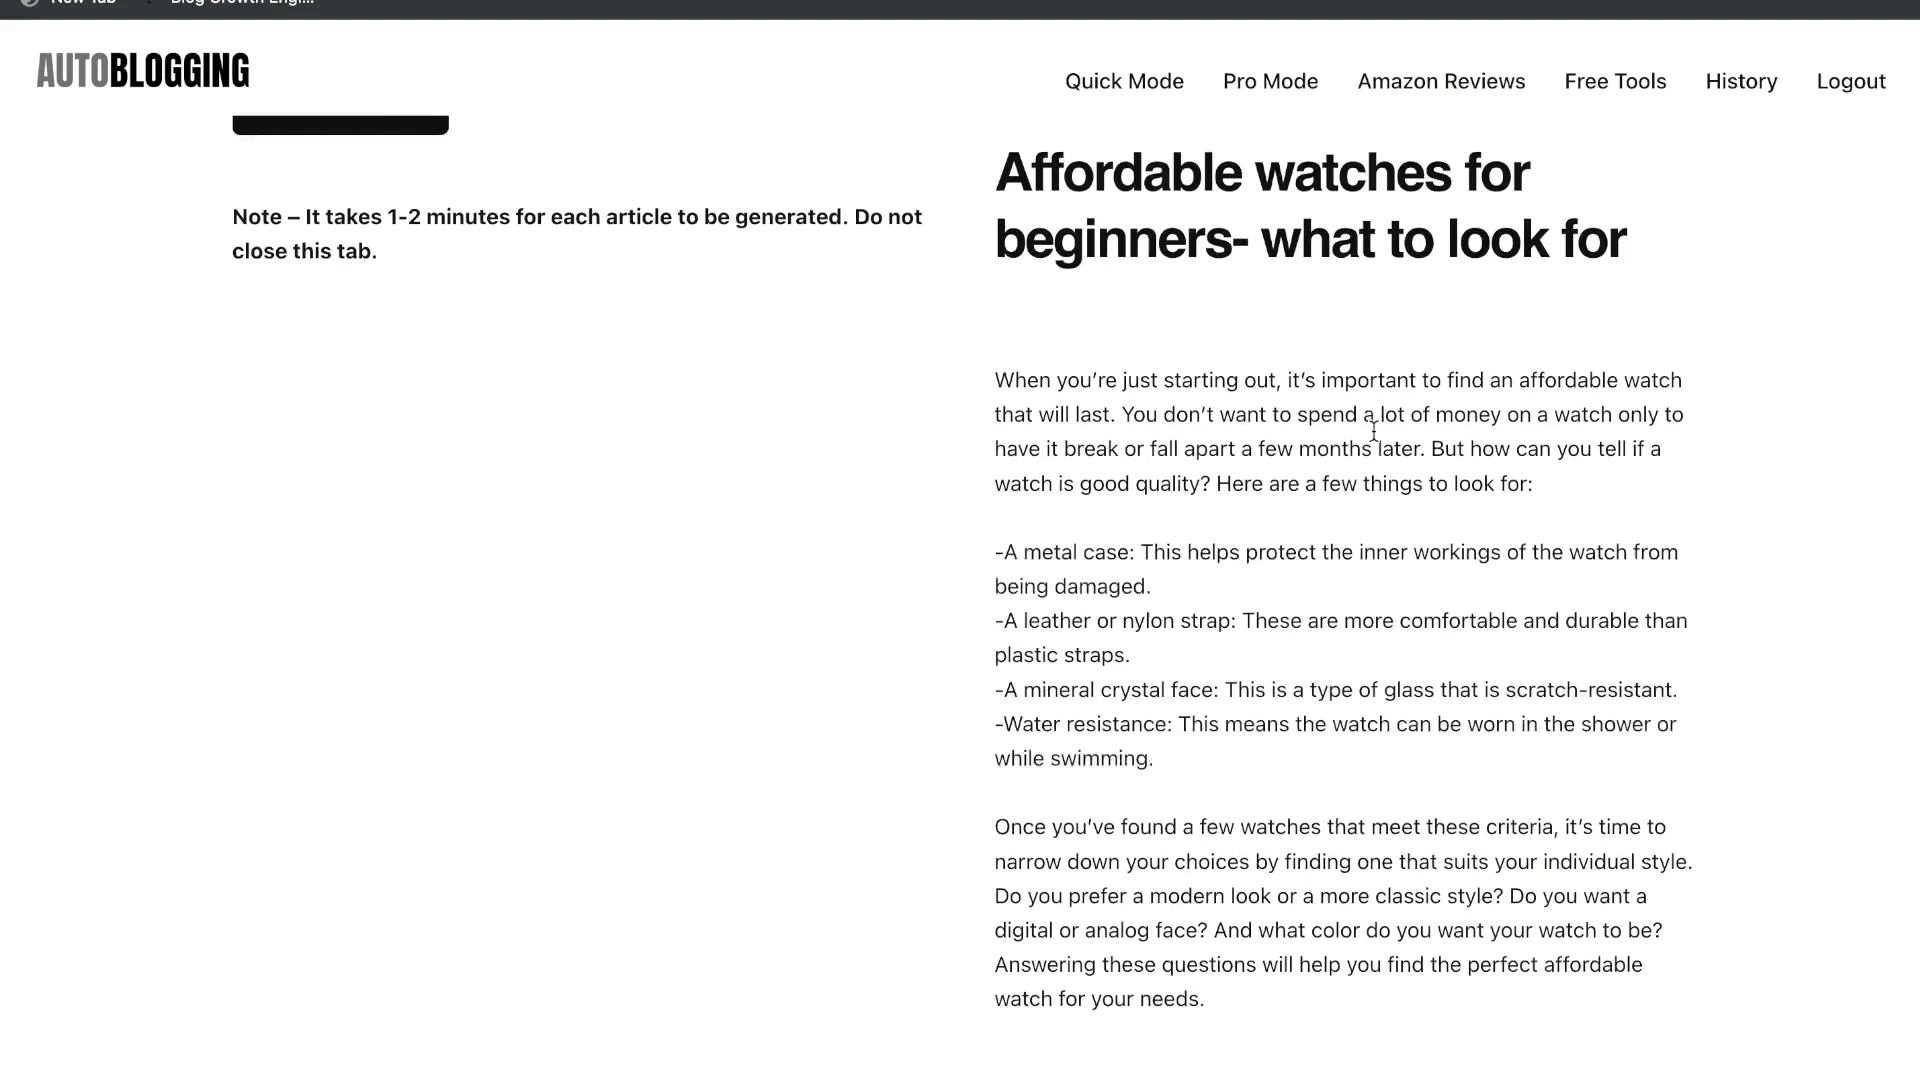 New Tab
Blog Growth Engi...
AUTOBLOGGING
Quick Mode
Pro Mode
Amazon Reviews
Free Tools
History
Logout
Note – It takes 1-2 minutes for each article to be generated. Do not
close this tab.
Affordable watches for
beginners- what to look for
When you’re just starting out, it’s important to find an affordable watch
that will last. You don’t want to spend a lot of money on a watch only to
have it break or fall apart a few months later. But how can you tell if a
watch is good quality? Here are a few things to look for:
-A metal case: This helps protect the inner workings of the watch from
being damaged.
-A leather or nylon strap: These are more comfortable and durable than
plastic straps.
-A mineral crystal face: This is a type of glass that is scratch-resistant.
-Water resistance: This means the watch can be worn in the shower or
while swimming.
Once you’ve found a few watches that meet these criteria, it’s time to
narrow down your choices by finding one that suits your individual style.
Do you prefer a modern look or a more classic style? Do you want a
digital or analog face? And what color do you want your watch to be?
Answering these questions will help you find the perfect affordable
watch for your needs.